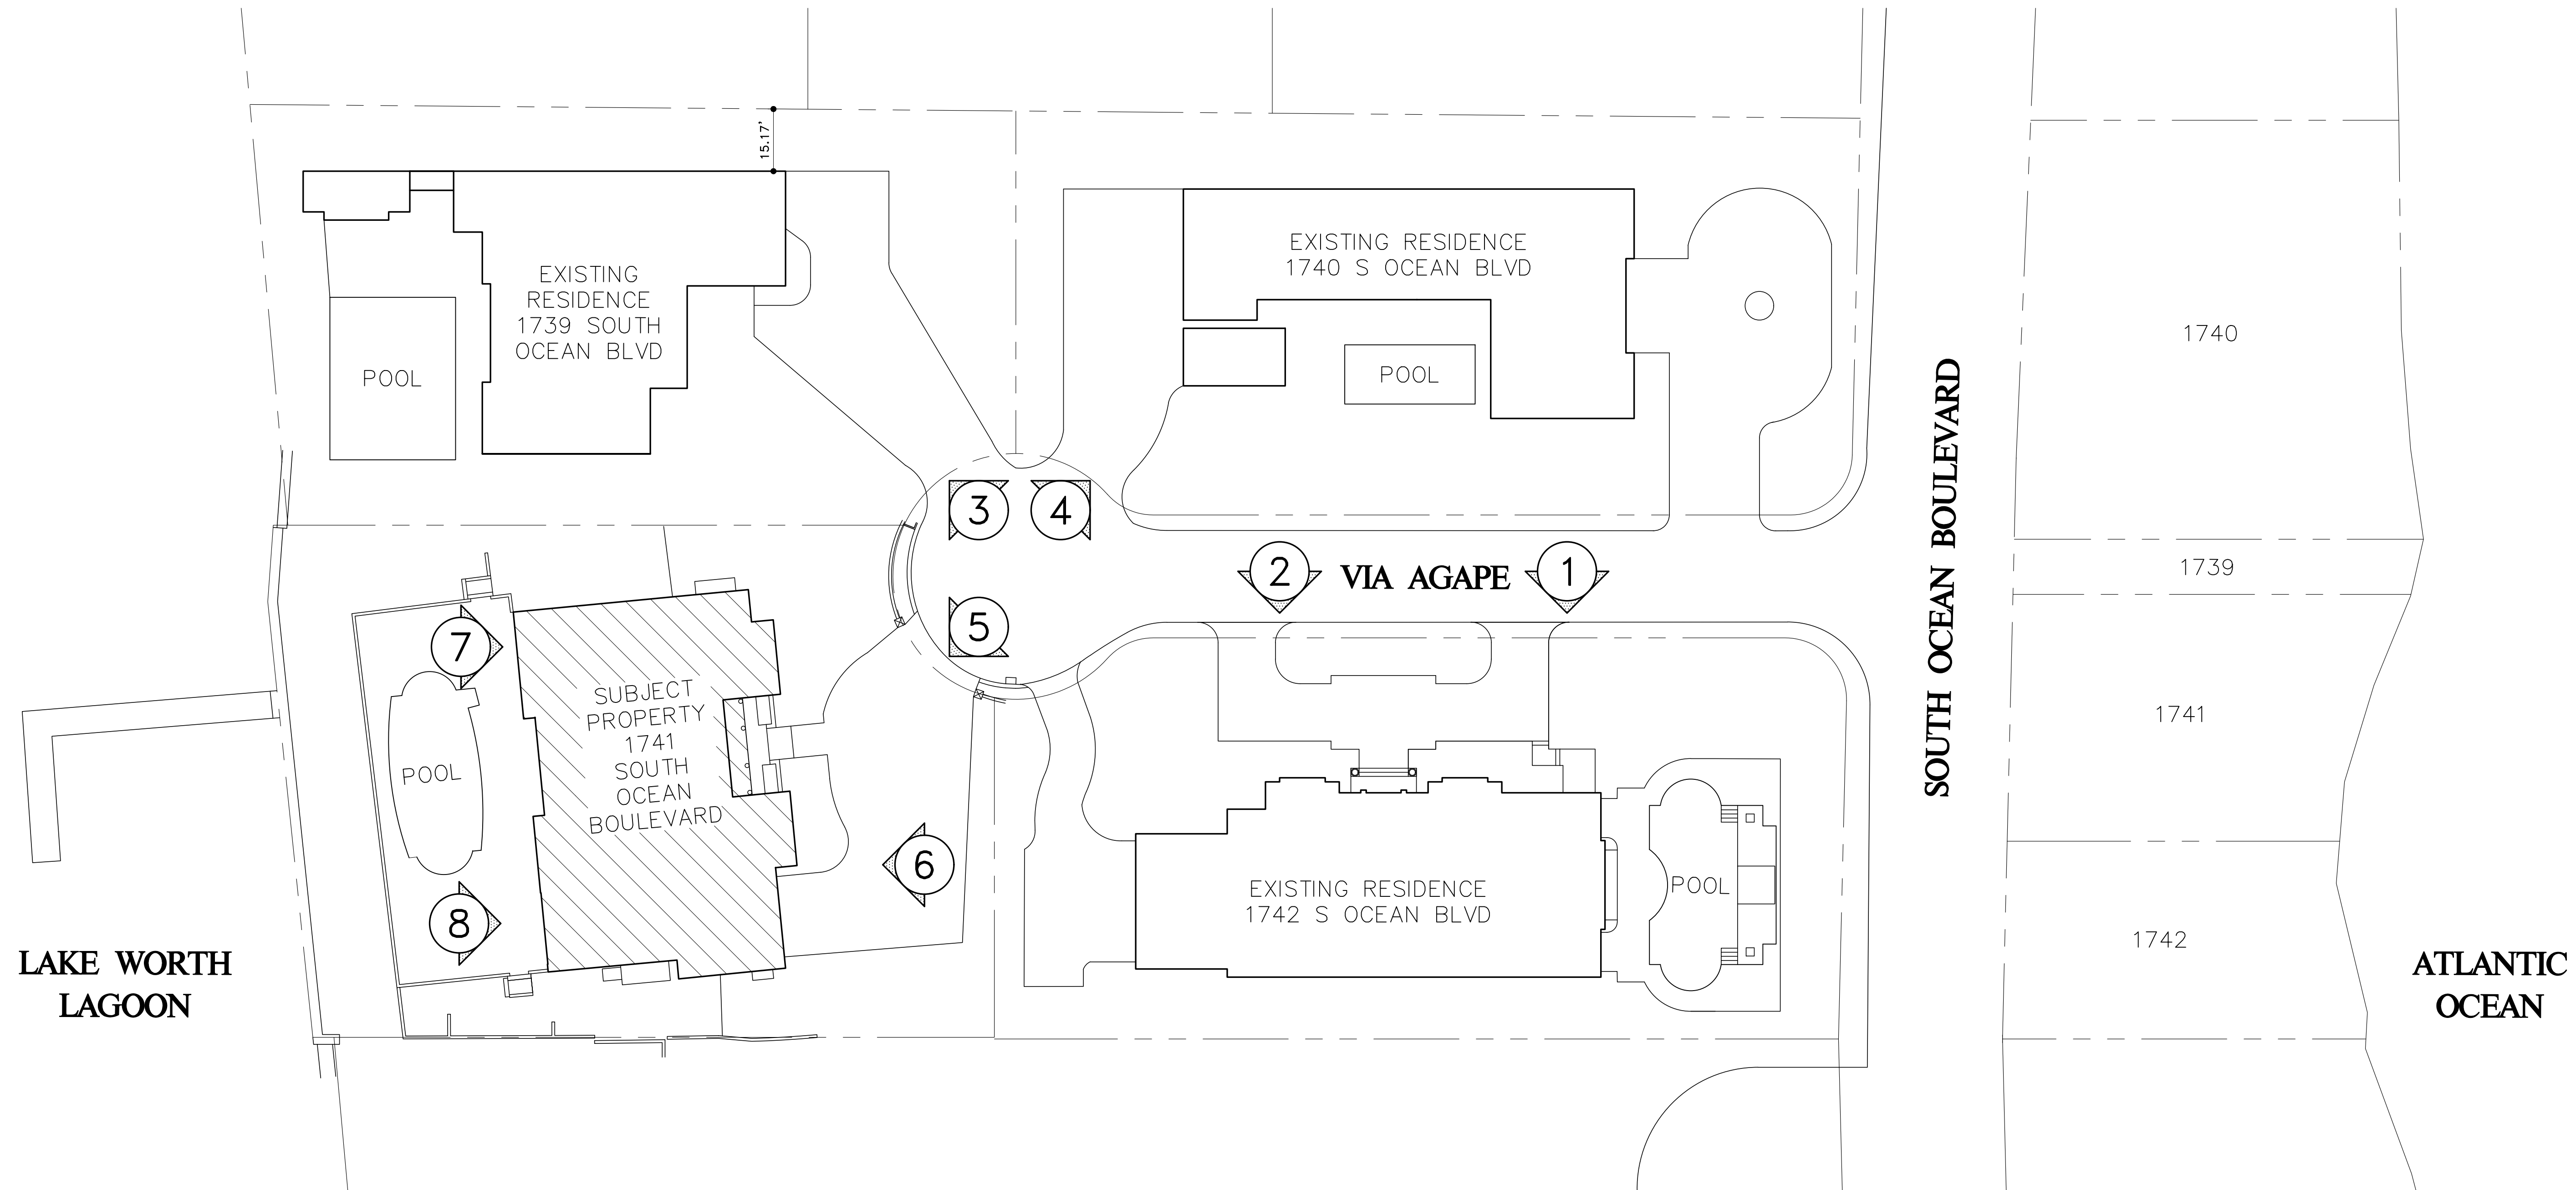 15.17'
EXISTING
RESIDENCE
1739 SOUTH
OCEAN BLVD
POOL
EXISTING RESIDENCE
1740 S OCEAN BLVD
POOL
1740
3
4
2
VIA AGAPE
1
SOUTH OCEAN BOULEVARD
1739
5
7
SUBJECT
PROPERTY
1741
SOUTH
OCEAN
BOULEVARD
POOL
1741
6
8
EXISTING RESIDENCE
1742 S OCEAN BLVD
POOL
1742
LAKE WORTH
LAGOON
ATLANTIC
OCEAN